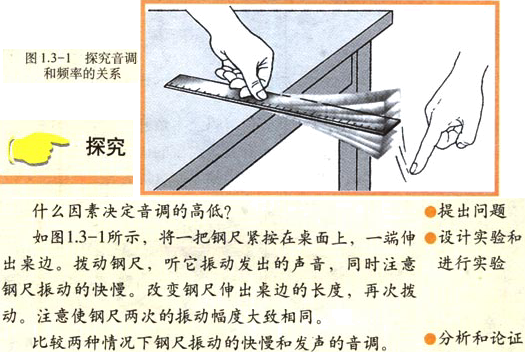 图1.3-1 探究音调
和频率的关系
探究
什么因素决定音调的高低?
●提出问题
如图1.3-1所示，将一把钢尺紧按在桌面上，一端伸
●设计实验和
出桌边。拨动钢尺，听它振动发出的声音，同时注意
进行实验
钢尺振动的快慢。改变钢尺伸出桌边的长度，再次拨
动。注意使钢尺两次的振动幅度大致相同。
比较两种情况下钢尺振动的快慢和发声的音调。
●分析和论证